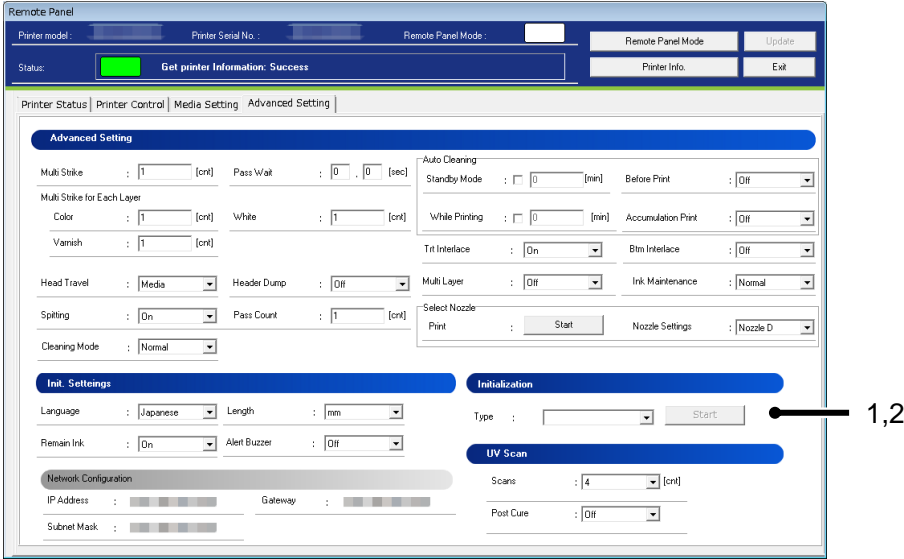 Remote Panel
Printer model : Printer Serial No. : Remote Panel Mode :
Remote Panel Mode Update
Status: Get printer Information: Success
Printer Info. Exit
Printer Status Printer Control Media Setting Advanced Setting
Advanced Setting
Multi Strike : 1 [cnt] Pass Wait : 0 . 0 [sec]
Auto Cleaning
Standby Mode : 0 [min] Before Print : Off
Multi Strike for Each Layer
Color : 1 [cnt] White : 1 [cnt]
While Printing : 0 [min] Accumulation Print : Off
Varnish : 1 [cnt]
Trt Interlace : On Btm Interlace : Off
Head Travel : Media Header Dump : Off
Multi Layer : Off Ink Maintenance : Normal
Spitting : On Pass Count : 1 [cnt]
Select Nozzle
Print : Start Nozzle Settings : Nozzle D
Cleaning Mode : Normal
Init. Setteings
Language : Japanese Length : mm
Remain Ink : On Alert Buzzer : Off
Network Configuration
IP Address : Gateway :
Subnet Mask :
Initialization
Type : Start
1,2
UV Scan
Scans : 4 [cnt]
Post Cure : Off